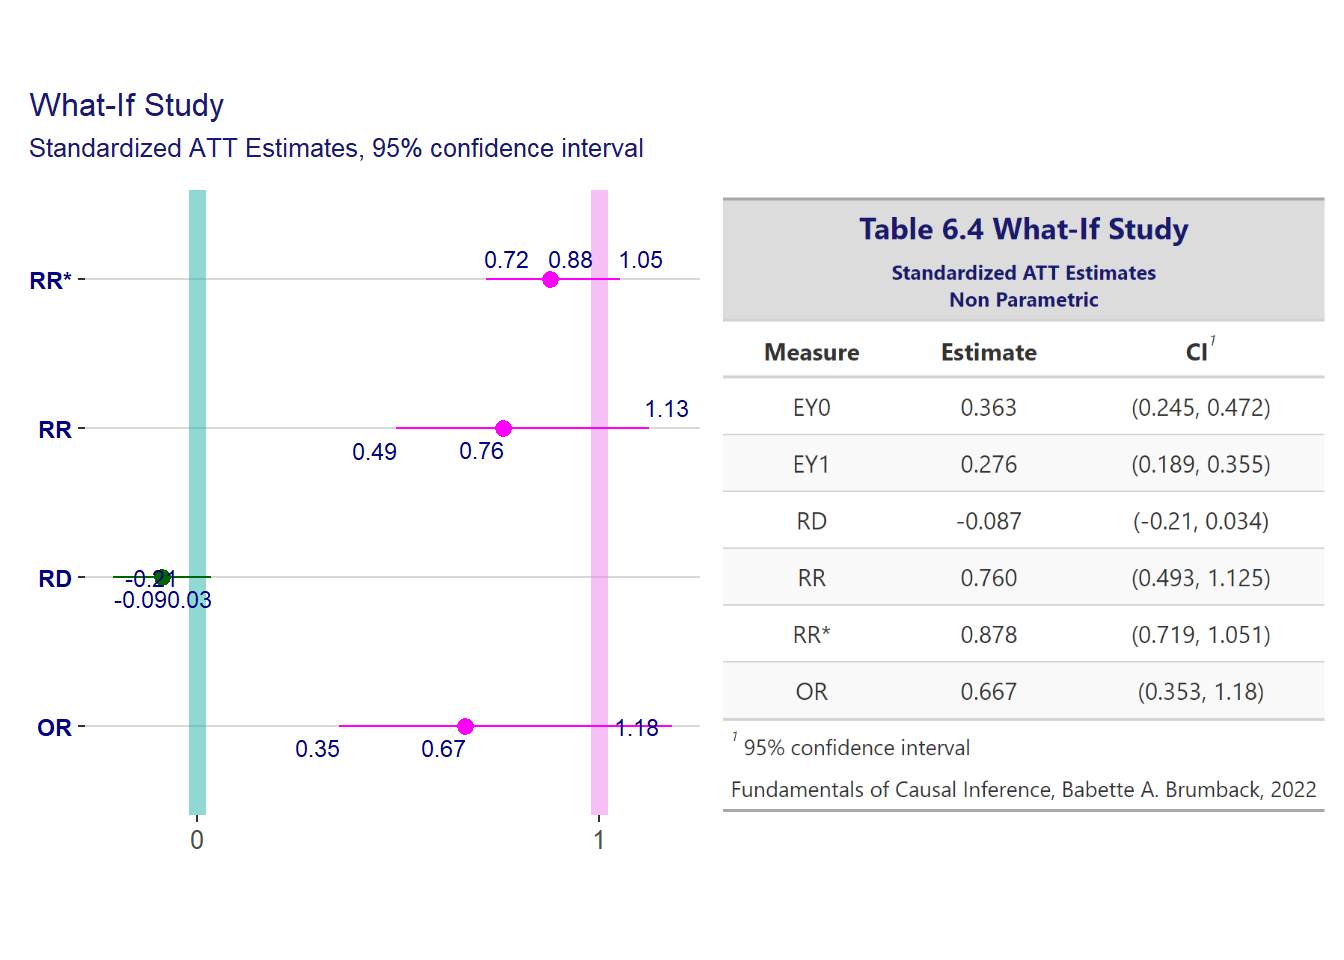 What-If Study
Standardized ATT Estimates, 95% confidence interval
RR* 0.72 0.88 1.05
RR 0.49 0.76 1.13
RD -0.21
-0.09 0.03
OR 1.18
0.35 0.67
0 1
Table 6.4 What-If Study
Standardized ATT Estimates
Non Parametric
Measure Estimate CI1
EY0 0.363 (0.245, 0.472)
EY1 0.276 (0.189, 0.355)
RD -0.087 (-0.21, 0.034)
RR 0.760 (0.493, 1.125)
RR* 0.878 (0.719, 1.051)
OR 0.667 (0.353, 1.18)
1 95% confidence interval
Fundamentals of Causal Inference, Babette A. Brumback, 2022